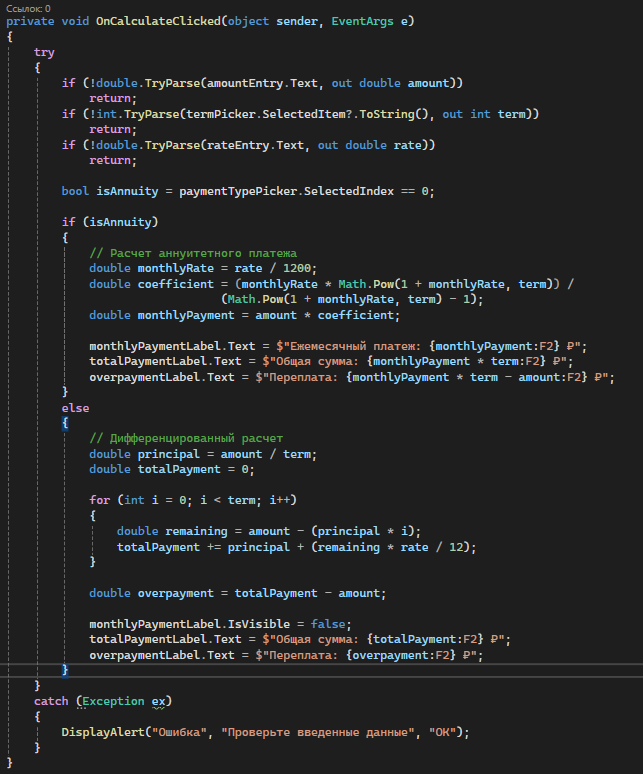 Ссылок: 0
private void OnCalculateClicked(object sender, EventArgs e)
{
try
{
if (!double.TryParse(amountEntry.Text, out double amount))
return;
if (!int.TryParse(termPicker.SelectedItem?.ToString(), out int term))
return;
if (!double.TryParse(rateEntry.Text, out double rate))
return;
bool isAnnuity = paymentTypePicker.SelectedIndex == 0;
if (isAnnuity)
{
// Расчет аннуитетного платежа
double monthlyRate = rate / 1200;
double coefficient = (monthlyRate * Math.Pow(1 + monthlyRate, term)) /
(Math.Pow(1 + monthlyRate, term) - 1);
double monthlyPayment = amount * coefficient;
monthlyPaymentLabel.Text = $"Ежемесячный платеж: {monthlyPayment:F2} ₽";
totalPaymentLabel.Text = $"Общая сумма: {monthlyPayment * term:F2} ₽";
overpaymentLabel.Text = $"Переплата: {monthlyPayment * term - amount:F2} ₽";
}
else
{
// Дифференцированный расчет
double principal = amount / term;
double totalPayment = 0;
for (int i = 0; i < term; i++)
{
double remaining = amount - (principal * i);
totalPayment += principal + (remaining * rate / 12);
}
double overpayment = totalPayment - amount;
monthlyPaymentLabel.IsVisible = false;
totalPaymentLabel.Text = $"Общая сумма: {totalPayment:F2} ₽";
overpaymentLabel.Text = $"Переплата: {overpayment:F2} ₽";
}
}
catch (Exception ex)
{
DisplayAlert("Ошибка", "Проверьте введенные данные", "OK");
}
}